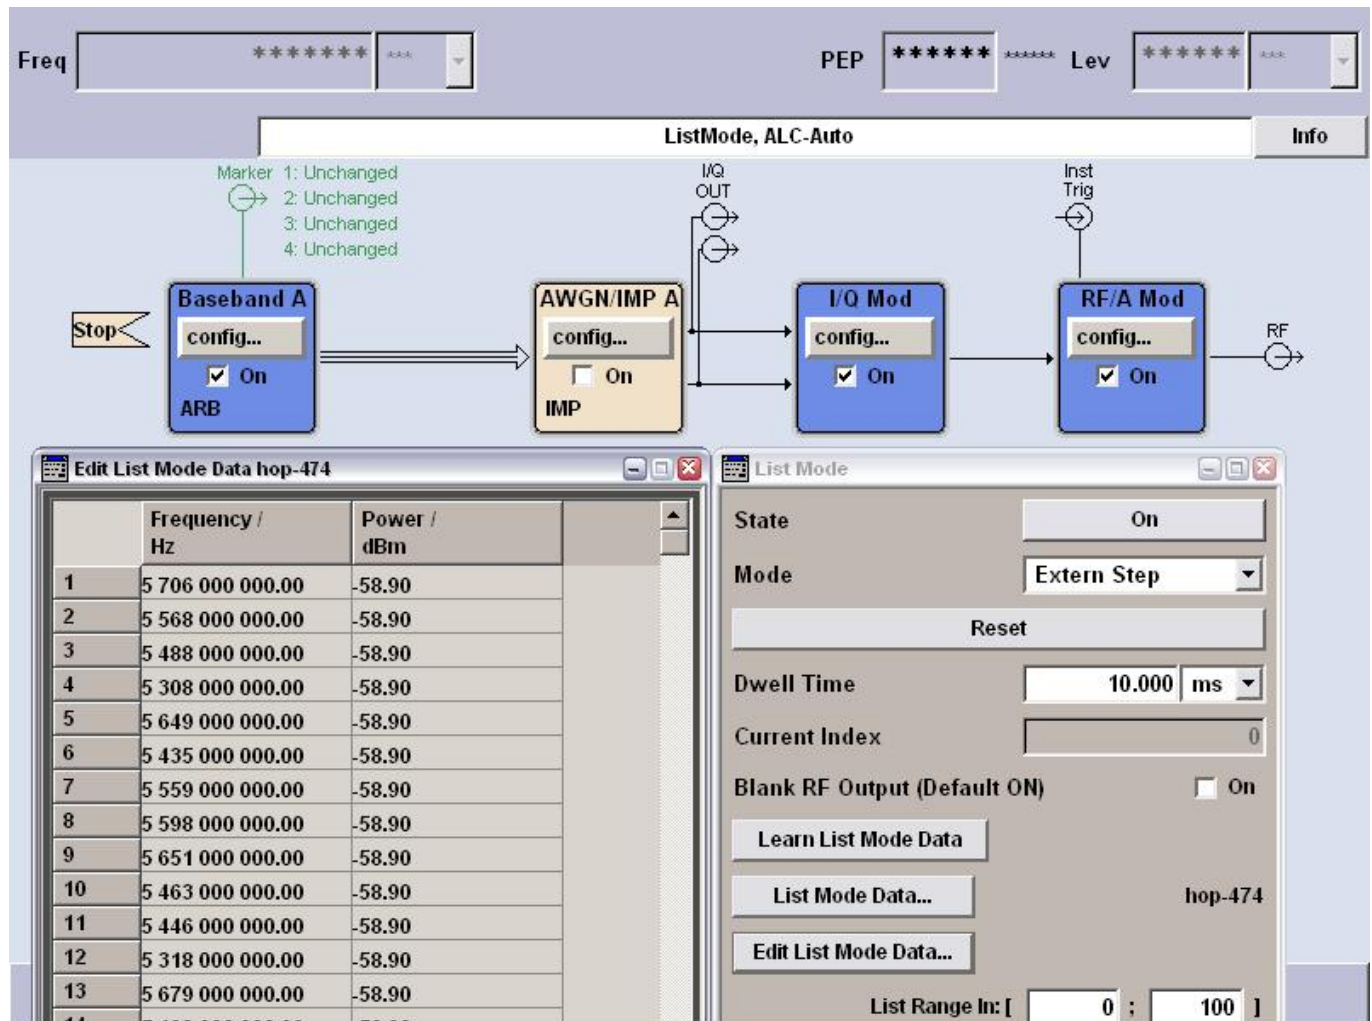 Freq ******* *** PEP ****** ****** Lev ****** ***
ListMode, ALC-Auto Info
Marker 1: Unchanged
2: Unchanged
3: Unchanged
4: Unchanged
I/Q
OUT
Inst
Trig
Stop
Baseband A
config...
On
ARB
AWGN/IMP A
config...
On
IMP
I/Q Mod
config...
On
RF/A Mod
config...
On
RF
Edit List Mode Data hop-474
Frequency / Hz Power / dBm
1 5 706 000 000.00 -58.90
2 5 568 000 000.00 -58.90
3 5 488 000 000.00 -58.90
4 5 308 000 000.00 -58.90
5 5 649 000 000.00 -58.90
6 5 435 000 000.00 -58.90
7 5 559 000 000.00 -58.90
8 5 598 000 000.00 -58.90
9 5 651 000 000.00 -58.90
10 5 463 000 000.00 -58.90
11 5 446 000 000.00 -58.90
12 5 318 000 000.00 -58.90
13 5 679 000 000.00 -58.90
List Mode
State On
Mode Extern Step
Reset
Dwell Time 10.000 ms
Current Index 0
Blank RF Output (Default ON) On
Learn List Mode Data
List Mode Data... hop-474
Edit List Mode Data...
List Range In: [ 0 ; 100 ]